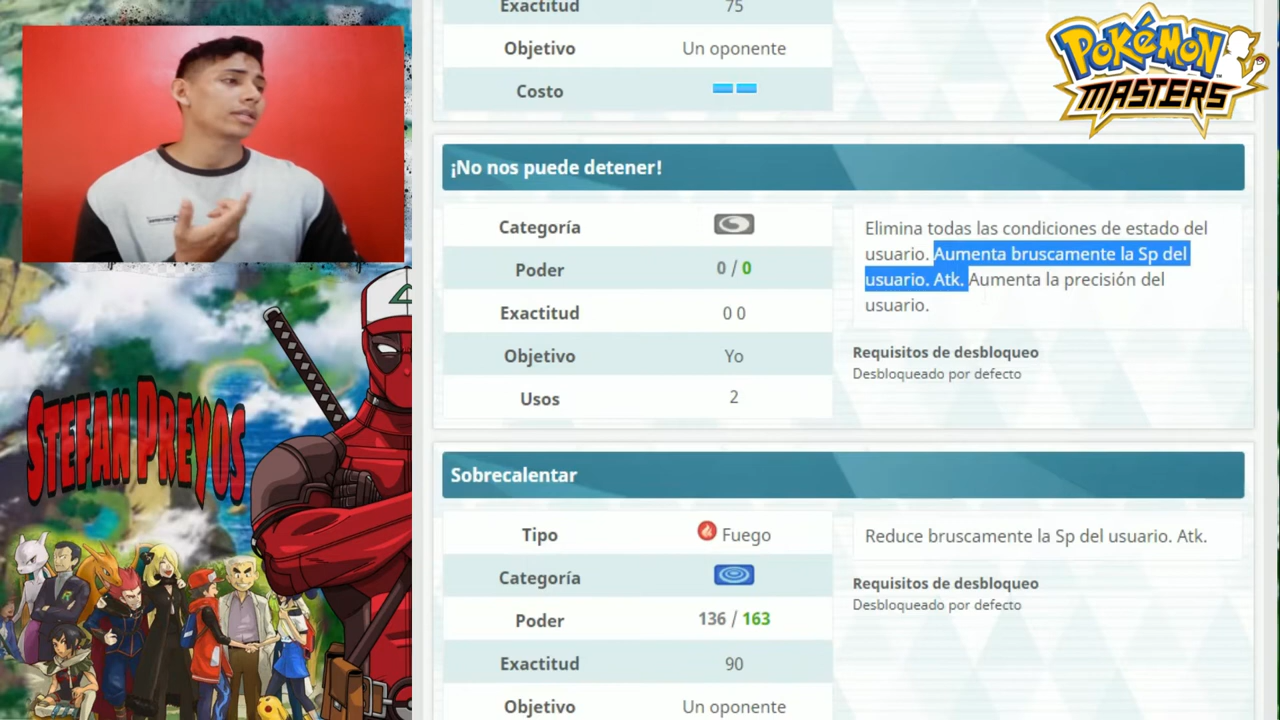 Exactitud 75
Objetivo Un oponente
Costo
POKÉMON
MASTERS
¡No nos puede detener!
Categoría
Poder 0 / 0
Exactitud 0 0
Objetivo Yo
Usos 2
Elimina todas las condiciones de estado del
usuario. Aumenta bruscamente la Sp del
usuario. Atk. Aumenta la precisión del
usuario.
Requisitos de desbloqueo
Desbloqueado por defecto
STEFAN PREYOS
Sobrecalentar
Tipo Fuego
Categoría
Poder 136 / 163
Exactitud 90
Objetivo Un oponente
Reduce bruscamente la Sp del usuario. Atk.
Requisitos de desbloqueo
Desbloqueado por defecto